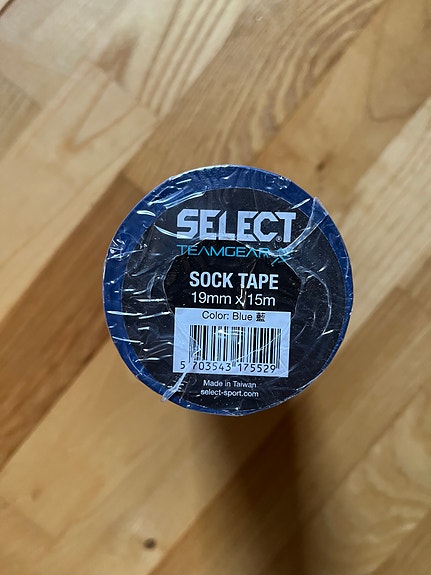 SELECT
TEAMGEAR
SOCK TAPE
19mm x 15m
Color: Blue 藍
5 703543 175529
Made in Taiwan
select-sport.com